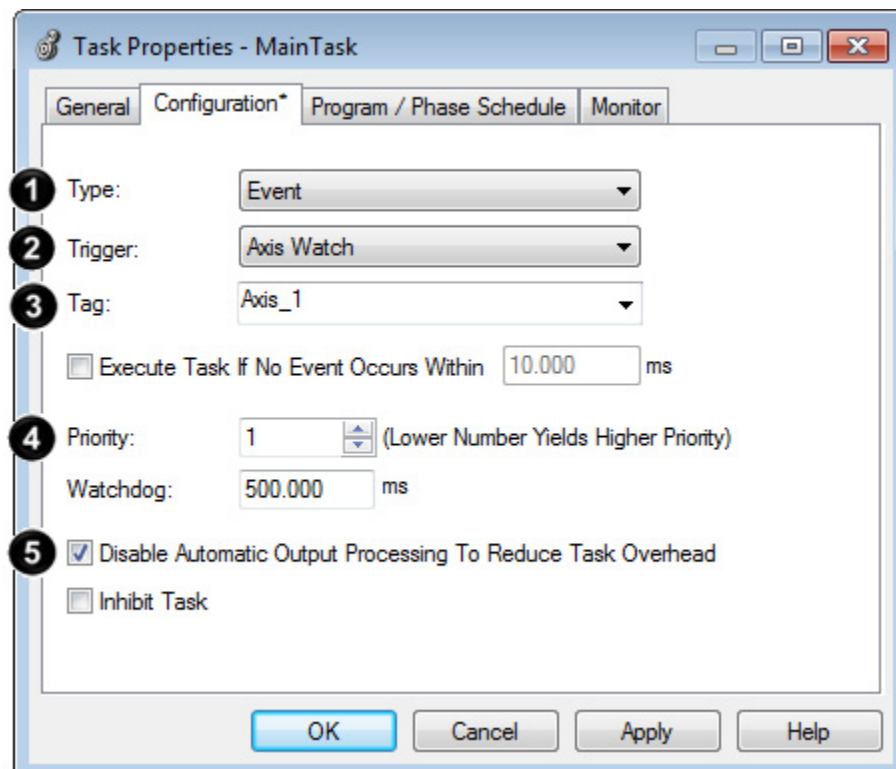 Task Properties - MainTask
General Configuration* Program / Phase Schedule Monitor
1 Type: Event
2 Trigger: Axis Watch
3 Tag: Axis_1
Execute Task If No Event Occurs Within 10.000 ms
4 Priority: 1 (Lower Number Yields Higher Priority)
Watchdog: 500.000 ms
5 Disable Automatic Output Processing To Reduce Task Overhead
Inhibit Task
OK Cancel Apply Help